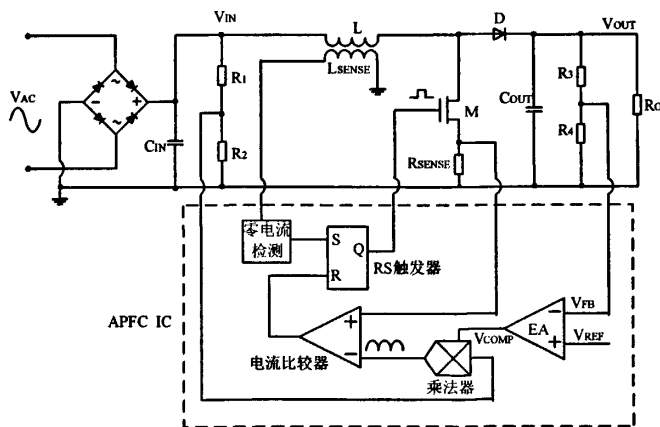 VIN
L
D
VOUT
LSENSE
R1
R3
VAC
COUT
RO
M
CIN
R2
R4
RSENSE
零电流
检测
S
Q
R
RS触发器
APFC IC
VFB
EA
VCOMP
VREF
电流比较器
乘法器